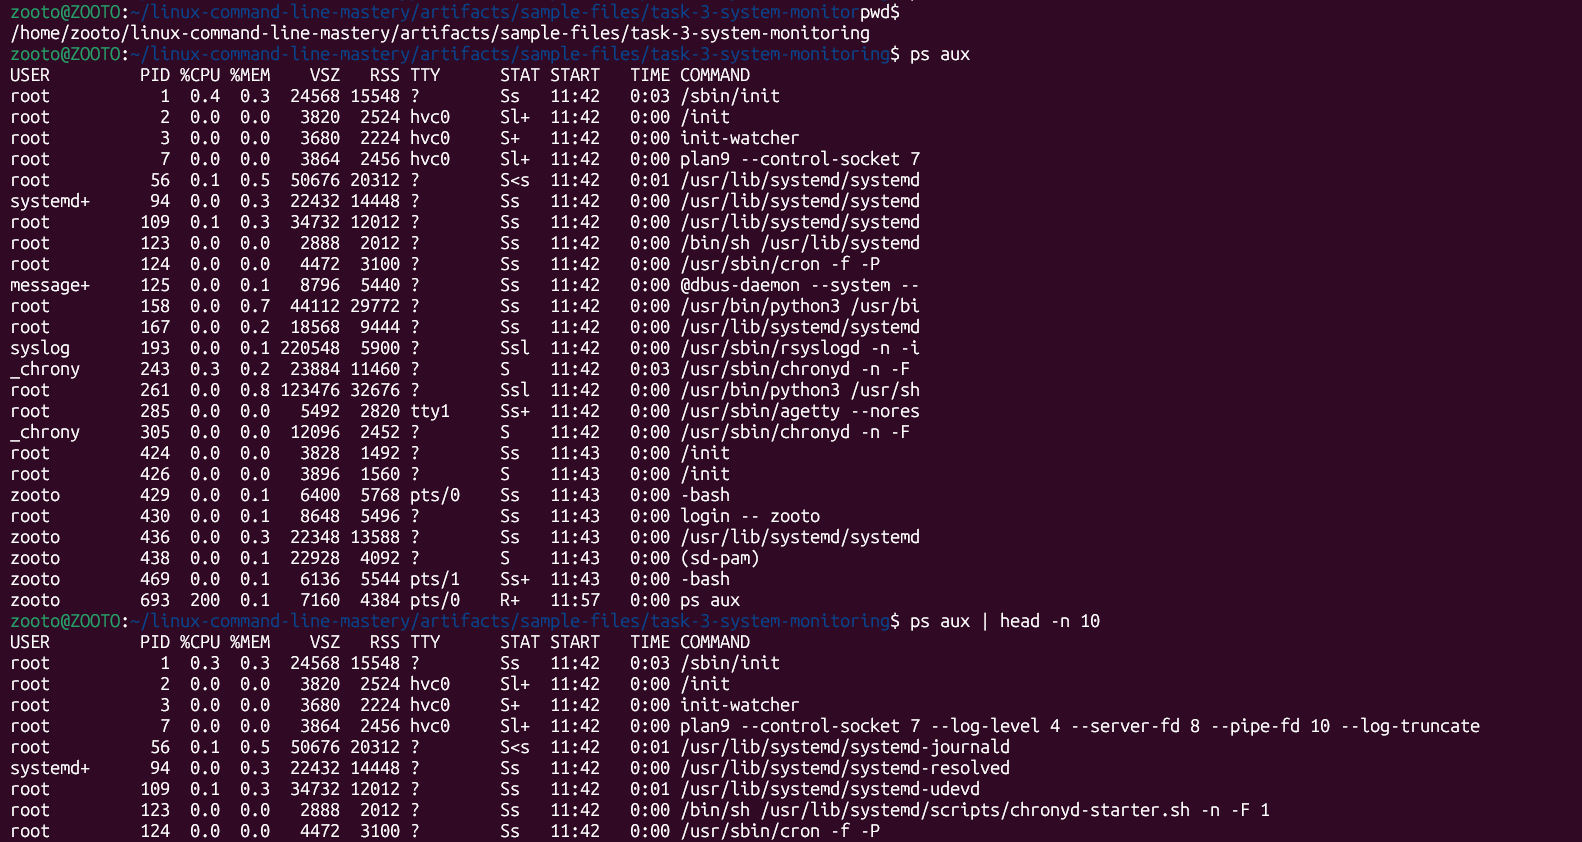 zooto@ZOOTO:~/linux-command-line-mastery/artifacts/sample-files/task-3-system-monitorpwd$
/home/zooto/linux-command-line-mastery/artifacts/sample-files/task-3-system-monitoring
zooto@ZOOTO:~/linux-command-line-mastery/artifacts/sample-files/task-3-system-monitoring$ ps aux
USER         PID %CPU %MEM    VSZ   RSS TTY      STAT START   TIME COMMAND
root           1  0.4  0.3  24568 15548 ?        Ss   11:42   0:03 /sbin/init
root           2  0.0  0.0   3820  2524 hvc0     Sl+  11:42   0:00 /init
root           3  0.0  0.0   3680  2224 hvc0     S+   11:42   0:00 init-watcher
root           7  0.0  0.0   3864  2456 hvc0     Sl+  11:42   0:00 plan9 --control-socket 7
root          56  0.1  0.5  50676 20312 ?        S<s  11:42   0:01 /usr/lib/systemd/systemd
systemd+      94  0.0  0.3  22432 14448 ?        Ss   11:42   0:00 /usr/lib/systemd/systemd
root         109  0.1  0.3  34732 12012 ?        Ss   11:42   0:00 /usr/lib/systemd/systemd
root         123  0.0  0.0   2888  2012 ?        Ss   11:42   0:00 /bin/sh /usr/lib/systemd
root         124  0.0  0.0   4472  3100 ?        Ss   11:42   0:00 /usr/sbin/cron -f -P
message+     125  0.0  0.1   8796  5440 ?        Ss   11:42   0:00 @dbus-daemon --system --
root         158  0.0  0.7  44112 29772 ?        Ss   11:42   0:00 /usr/bin/python3 /usr/bi
root         167  0.0  0.2  18568  9444 ?        Ss   11:42   0:00 /usr/lib/systemd/systemd
syslog       193  0.0  0.1 220548  5900 ?        Ssl  11:42   0:00 /usr/sbin/rsyslogd -n -i
_chrony      243  0.3  0.2  23884 11460 ?        S    11:42   0:03 /usr/sbin/chronyd -n -F
root         261  0.0  0.8 123476 32676 ?        Ssl  11:42   0:00 /usr/bin/python3 /usr/sh
root         285  0.0  0.0   5492  2820 tty1     Ss+  11:42   0:00 /usr/sbin/agetty --nores
_chrony      305  0.0  0.0  12096  2452 ?        S    11:42   0:00 /usr/sbin/chronyd -n -F
root         424  0.0  0.0   3828  1492 ?        Ss   11:43   0:00 /init
root         426  0.0  0.0   3896  1560 ?        S    11:43   0:00 /init
zooto        429  0.0  0.1   6400  5768 pts/0    Ss   11:43   0:00 -bash
root         430  0.0  0.1   8648  5496 ?        Ss   11:43   0:00 login -- zooto
zooto        436  0.0  0.3  22348 13588 ?        Ss   11:43   0:00 /usr/lib/systemd/systemd
zooto        438  0.0  0.1  22928  4092 ?        S    11:43   0:00 (sd-pam)
zooto        469  0.0  0.1   6136  5544 pts/1    Ss+  11:43   0:00 -bash
zooto        693  200  0.1   7160  4384 pts/0    R+   11:57   0:00 ps aux
zooto@ZOOTO:~/linux-command-line-mastery/artifacts/sample-files/task-3-system-monitoring$ ps aux | head -n 10
USER         PID %CPU %MEM    VSZ   RSS TTY      STAT START   TIME COMMAND
root           1  0.3  0.3  24568 15548 ?        Ss   11:42   0:03 /sbin/init
root           2  0.0  0.0   3820  2524 hvc0     Sl+  11:42   0:00 /init
root           3  0.0  0.0   3680  2224 hvc0     S+   11:42   0:00 init-watcher
root           7  0.0  0.0   3864  2456 hvc0     Sl+  11:42   0:00 plan9 --control-socket 7 --log-level 4 --server-fd 8 --pipe-fd 10 --log-truncate
root          56  0.1  0.5  50676 20312 ?        S<s  11:42   0:01 /usr/lib/systemd/systemd-journald
systemd+      94  0.0  0.3  22432 14448 ?        Ss   11:42   0:00 /usr/lib/systemd/systemd-resolved
root         109  0.1  0.3  34732 12012 ?        Ss   11:42   0:01 /usr/lib/systemd/systemd-udevd
root         123  0.0  0.0   2888  2012 ?        Ss   11:42   0:00 /bin/sh /usr/lib/systemd/scripts/chronyd-starter.sh -n -F 1
root         124  0.0  0.0   4472  3100 ?        Ss   11:42   0:00 /usr/sbin/cron -f -P